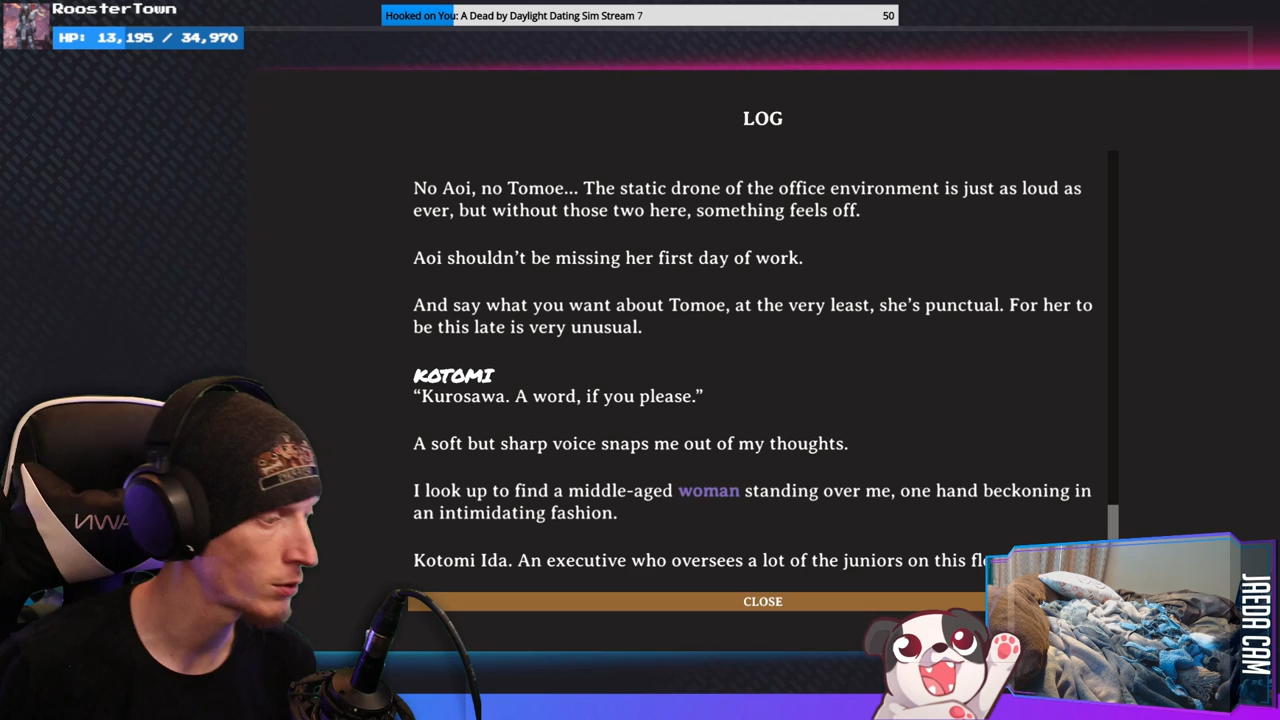 RoosterTown
HP: 13,195 / 34,970
Hooked on You: A Dead by Daylight Dating Sim Stream 7
50
LOG
No Aoi, no Tomoe... The static drone of the office environment is just as loud as
ever, but without those two here, something feels off.
Aoi shouldn’t be missing her first day of work.
And say what you want about Tomoe, at the very least, she’s punctual. For her to
be this late is very unusual.
KOTOMI
“Kurosawa. A word, if you please.”
A soft but sharp voice snaps me out of my thoughts.
I look up to find a middle-aged woman standing over me, one hand beckoning in
an intimidating fashion.
Kotomi Ida. An executive who oversees a lot of the juniors on this
CLOSE
JAEDA CAM